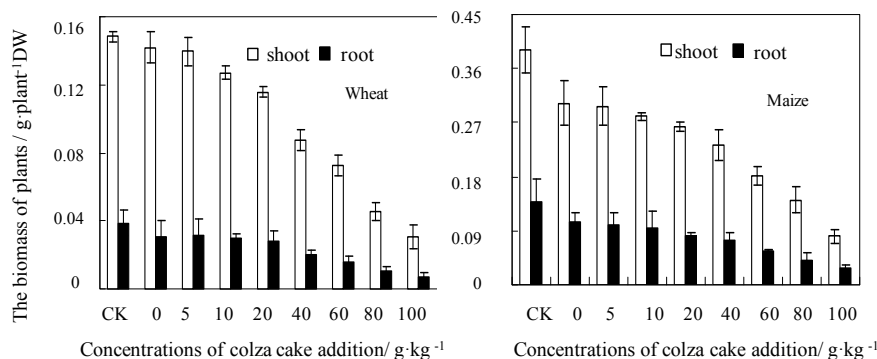 The biomass of plants / g·plant-¹DW
0.16
0.12
0.08
0.04
0
shoot root
Wheat
CK 0 5 10 20 40 60 80 100
Concentrations of colza cake addition/ g·kg -1
0.45
0.36
0.27
0.18
0.09
0
shoot root
Maize
CK 0 5 10 20 40 60 80 100
Concentrations of colza cake addition/ g·kg -1